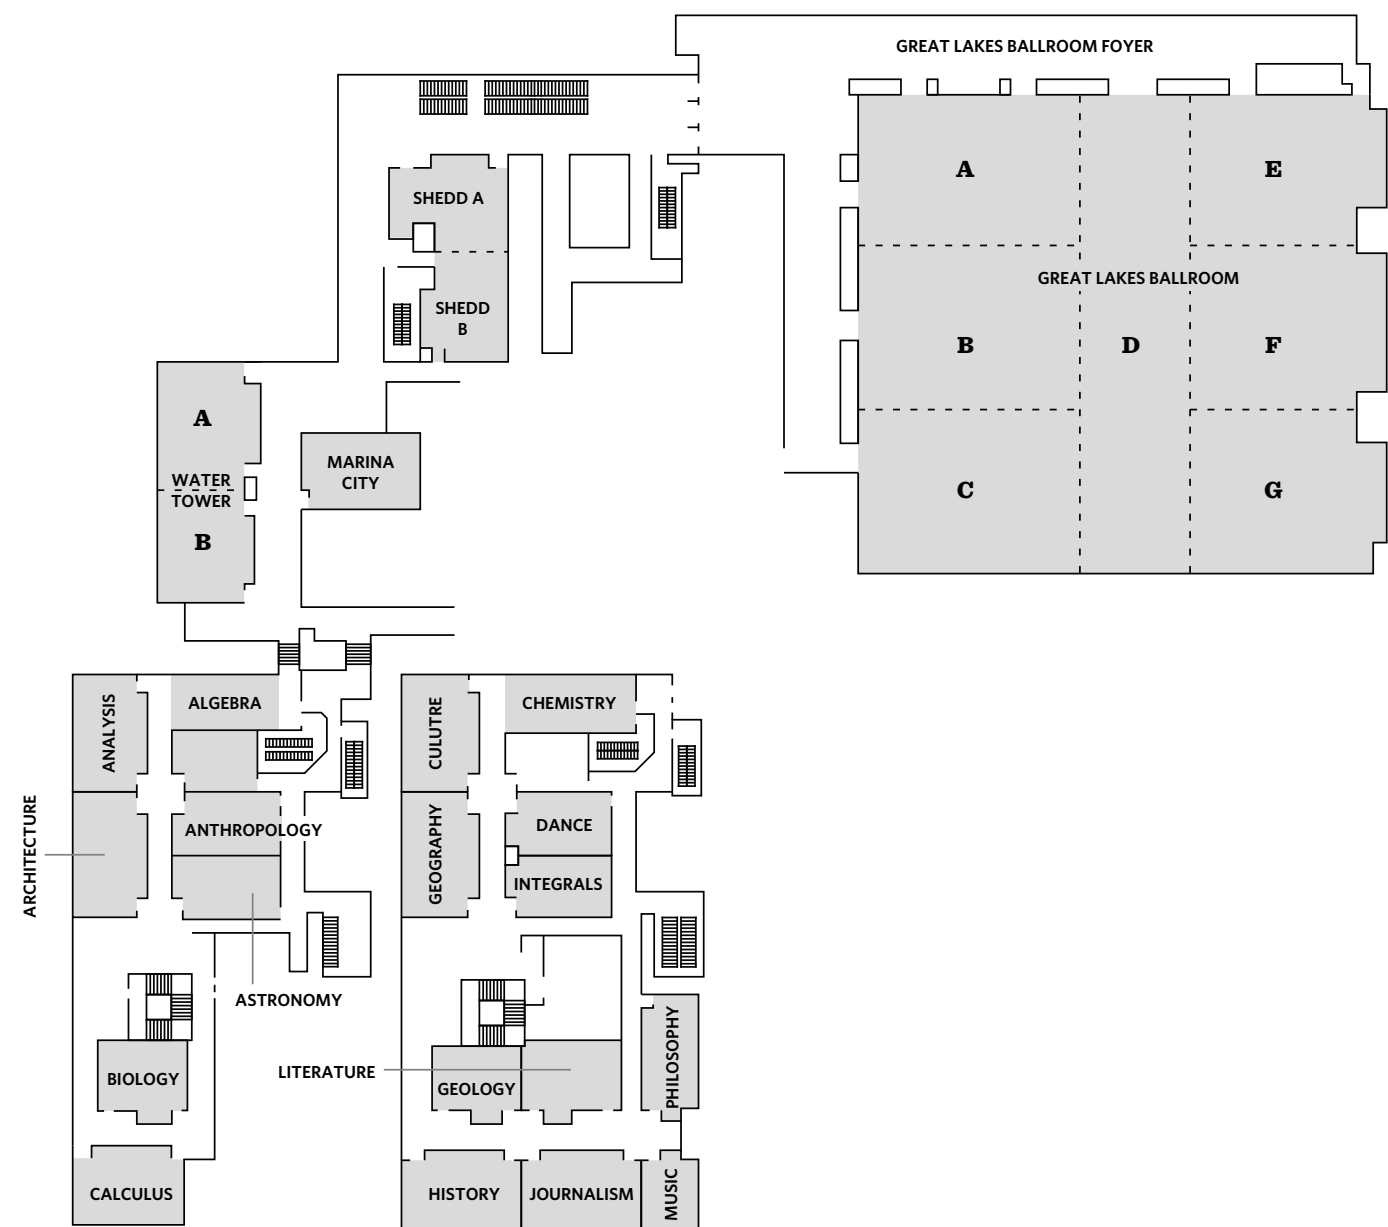 GREAT LAKES BALLROOM FOYER
A
E
SHEDD A
GREAT LAKES BALLROOM
SHEDD
B
B
D
F
A
MARINA
CITY
WATER
TOWER
C
G
B
ANALYSIS
ALGEBRA
CULUTRE
CHEMISTRY
ARCHITECTURE
ANTHROPOLOGY
GEOGRAPHY
DANCE
INTEGRALS
ASTRONOMY
PHILOSOPHY
BIOLOGY
LITERATURE
GEOLOGY
CALCULUS
HISTORY
JOURNALISM
MUSIC